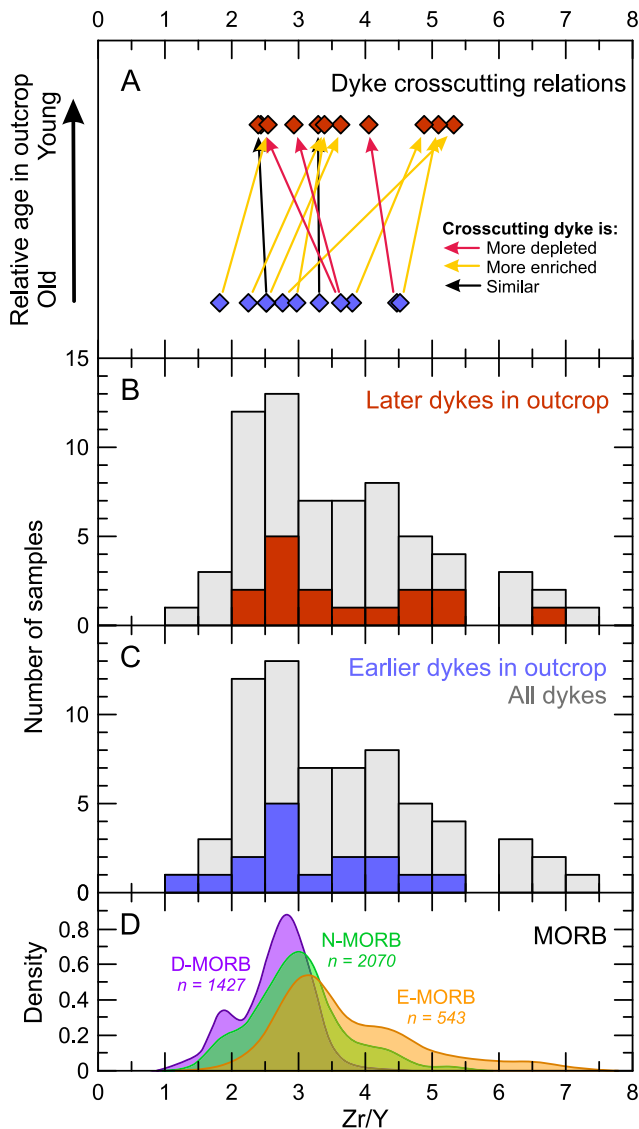 0 1 2 3 4 5 6 7 8
A
Dyke crosscutting relations
Relative age in outcrop
Old Young
Crosscutting dyke is:
More depleted
More enriched
Similar
15
B
Later dykes in outcrop
10
5
0
Number of samples
C
Earlier dykes in outcrop
All dykes
10
5
0
D
MORB
0.8
0.6
0.4
0.2
0
Density
D-MORB
n = 1427
N-MORB
n = 2070
E-MORB
n = 543
0 1 2 3 4 5 6 7 8
Zr/Y